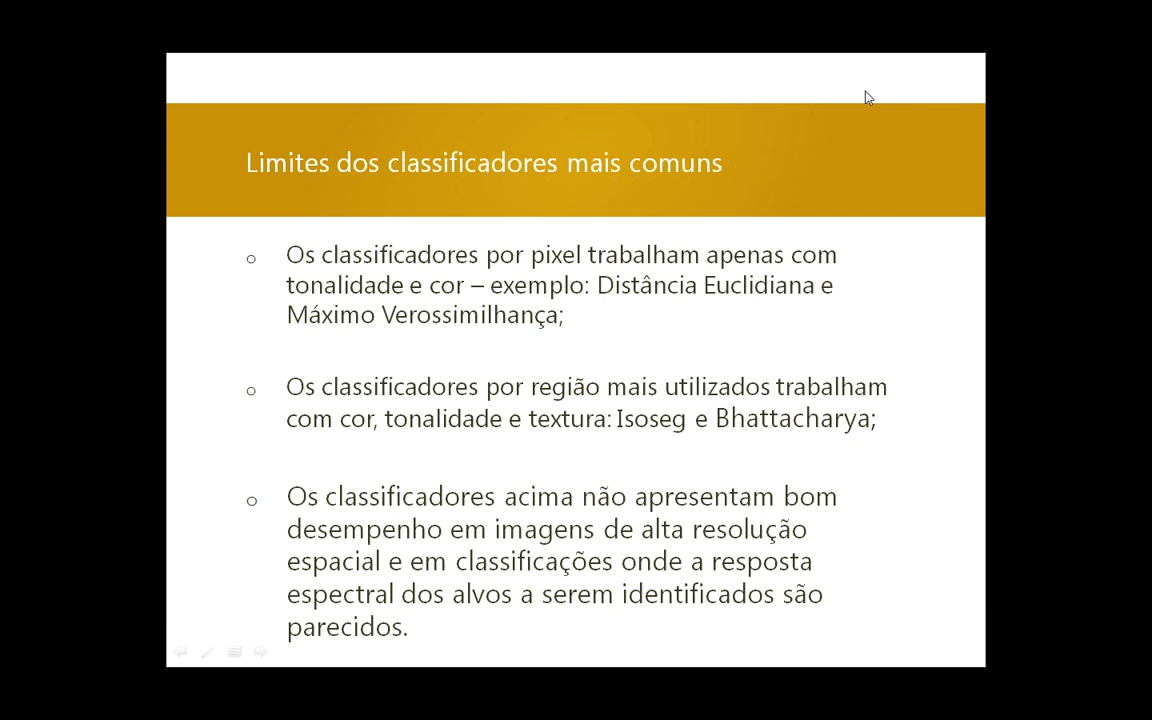 Limites dos classificadores mais comuns
Os classificadores por pixel trabalham apenas com
tonalidade e cor – exemplo: Distância Euclidiana e
Máximo Verossimilhança;
Os classificadores por região mais utilizados trabalham
com cor, tonalidade e textura: Isoseg e Bhattacharya;
Os classificadores acima não apresentam bom
desempenho em imagens de alta resolução
espacial e em classificações onde a resposta
espectral dos alvos a serem identificados são
parecidos.